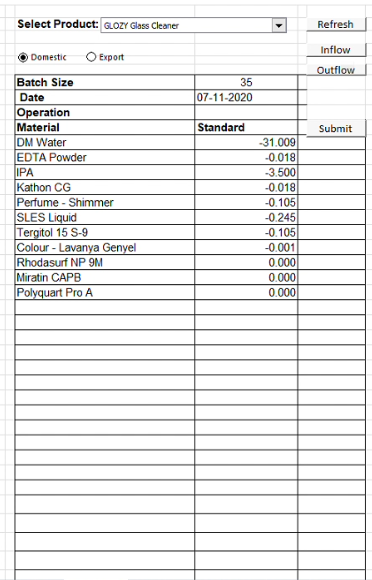 Select Product: GLOZY Glass Cleaner Refresh
Domestic Export Inflow
Outflow
Batch Size 35
Date 07-11-2020
Operation
Material Standard Submit
DM Water -31.009
EDTA Powder -0.018
IPA -3.500
Kathon CG -0.018
Perfume - Shimmer -0.105
SLES Liquid -0.245
Tergitol 15 S-9 -0.105
Colour - Lavanya Genyel -0.001
Rhodasurf NP 9M 0.000
Miratin CAPB 0.000
Polyquart Pro A 0.000